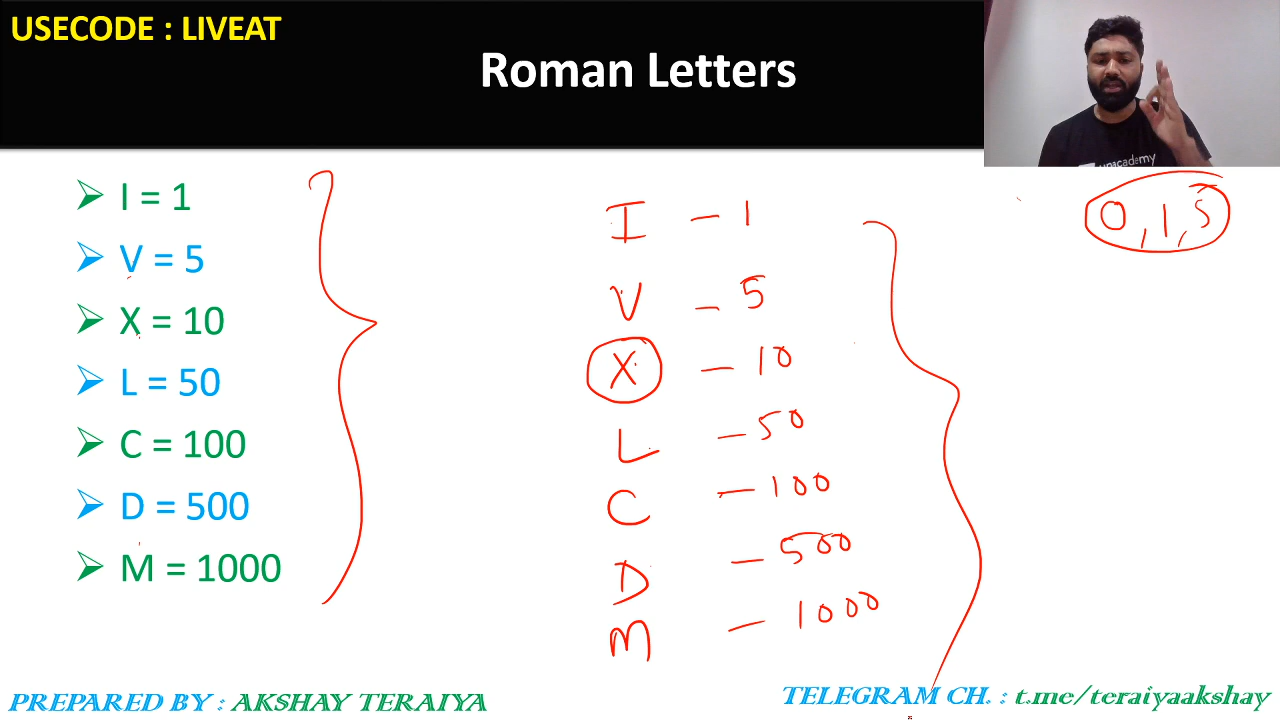 USECODE : LIVEAT
Roman Letters
unacademy
I = 1
V = 5
X = 10
L = 50
C = 100
D = 500
M = 1000
I - 1
V - 5
X - 10
L - 50
C - 100
D - 500
M - 1000
0, 1, 5
PREPARED BY : AKSHAY TERAIYA
TELEGRAM CH. : t.me/teraiyaakshay